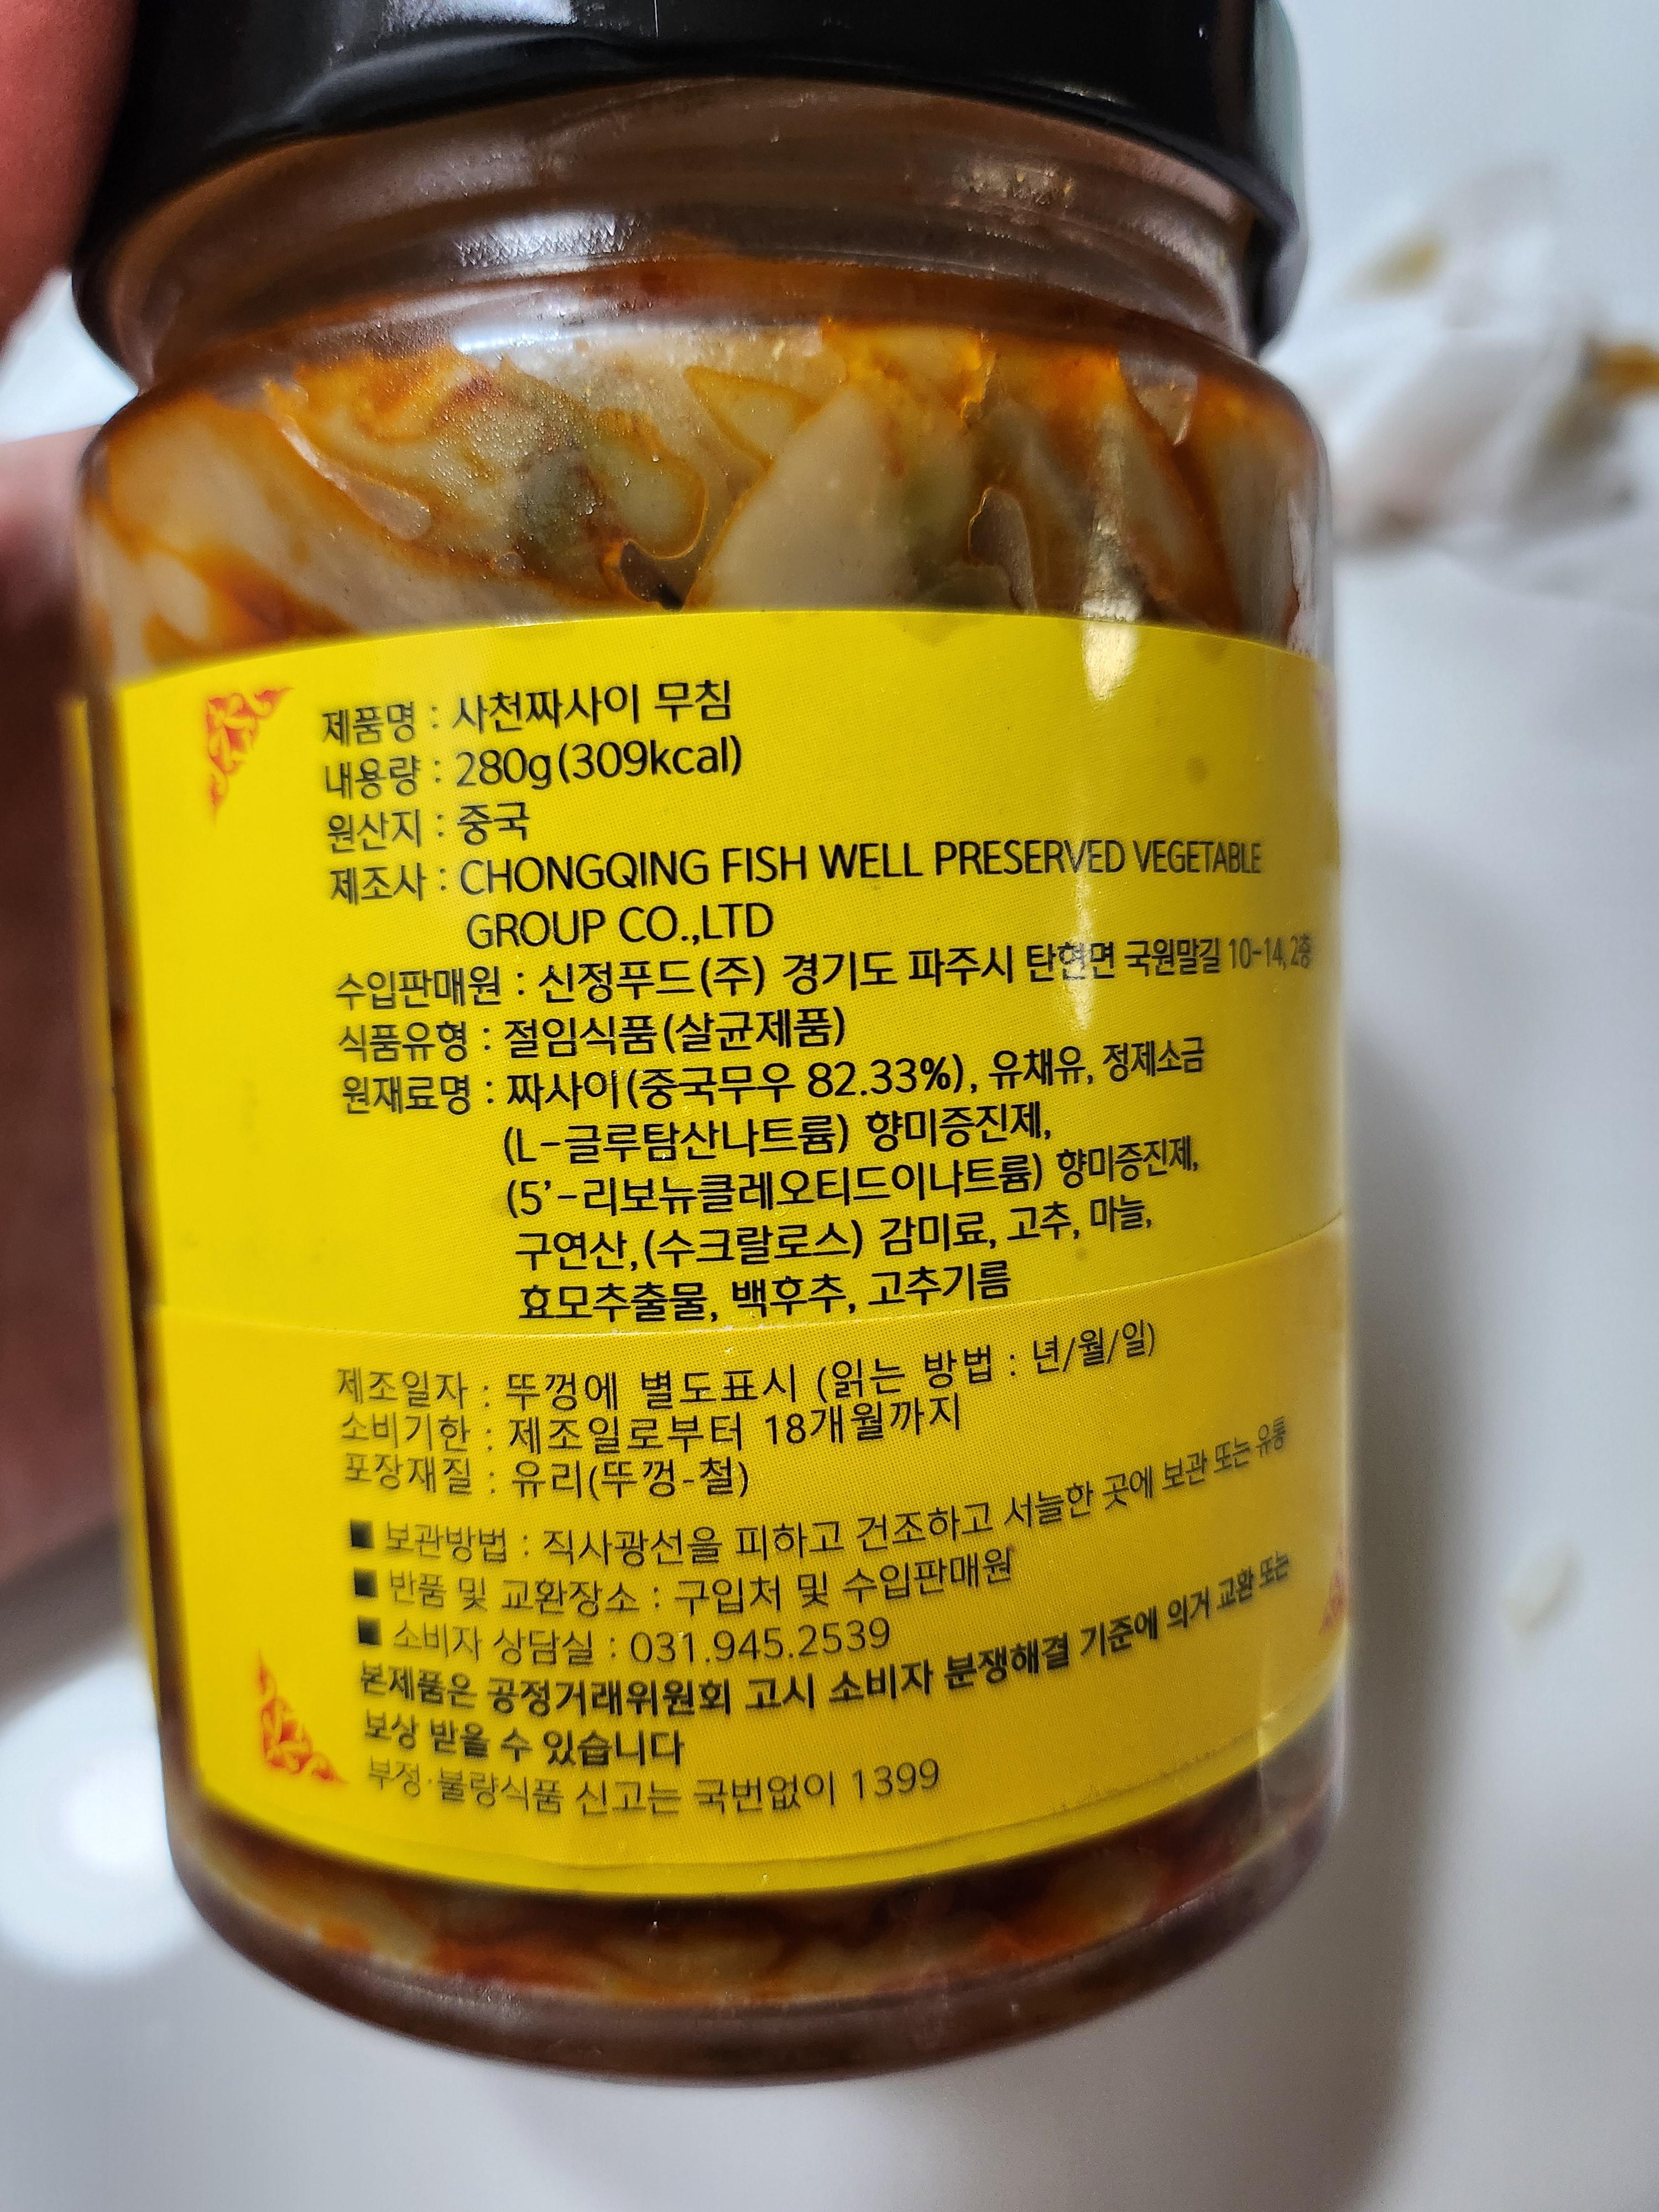 제품명 : 사천짜사이 무침
내용량 : 280g(309kcal)
원산지 : 중국
제조사 : CHONGQING FISH WELL PRESERVED VEGETABLE
GROUP CO.,LTD
수입판매원 : 신정푸드(주) 경기도 파주시 탄현면 국원말길 10-14, 2층
식품유형 : 절임식품(살균제품)
원재료명 : 짜사이(중국무우 82.33%), 유채유, 정제소금
(L-글루탐산나트륨) 향미증진제,
(5'-리보뉴클레오티드이나트륨) 향미증진제,
구연산,(수크랄로스) 감미료, 고추, 마늘,
효모추출물, 백후추, 고추기름
제조일자 : 뚜껑에 별도표시 (읽는 방법 : 년/월/일)
소비기한 : 제조일로부터 18개월까지
포장재질 : 유리(뚜껑-철)
■ 보관방법 : 직사광선을 피하고 건조하고 서늘한 곳에 보관 또는 유통
■ 반품 및 교환장소 : 구입처 및 수입판매원
■ 소비자 상담실 : 031.945.2539
본제품은 공정거래위원회 고시 소비자 분쟁해결 기준에 의거 교환 또는
보상 받을 수 있습니다
부정·불량식품 신고는 국번없이 1399